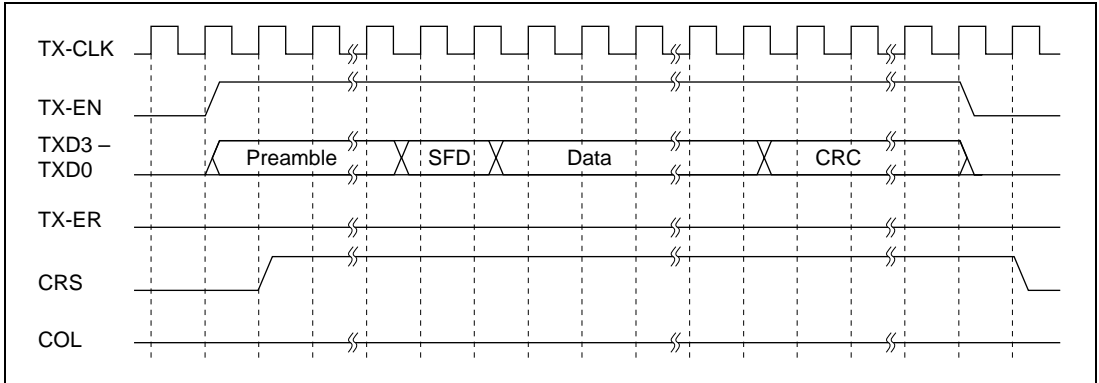 TX-CLK
TX-EN
TXD3 –
TXD0
Preamble SFD Data CRC
TX-ER
CRS
COL